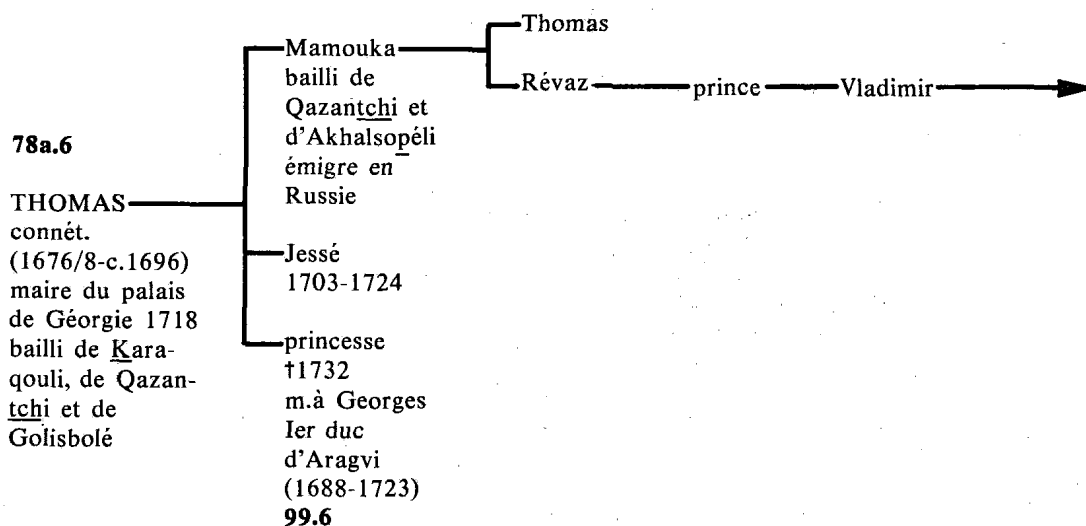 78a.6
THOMAS
connét.
(1676/8-c.1696)
maire du palais
de Géorgie 1718
bailli de Kara-
qouli, de Qazan-
tchi et de
Golisbolé
Mamouka
bailli de
Qazantchi et
d'Akhalsopéli
émigre en
Russie
Jessé
1703-1724
princesse
†1732
m.à Georges
Ier duc
d'Aragvi
(1688-1723)
99.6
Thomas
Révaz
prince
Vladimir